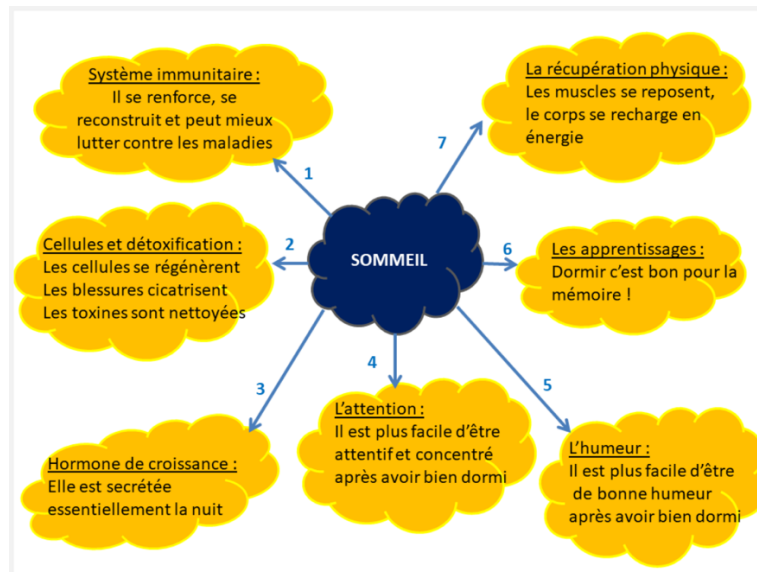 SOMMEIL
1
Système immunitaire :
Il se renforce, se
reconstruit et peut mieux
lutter contre les maladies
2
Cellules et détoxification :
Les cellules se régénèrent
Les blessures cicatrisent
Les toxines sont nettoyées
3
Hormone de croissance :
Elle est secrétée
essentiellement la nuit
4
L'attention :
Il est plus facile d'être
attentif et concentré
après avoir bien dormi
5
L'humeur :
Il est plus facile d'être
de bonne humeur
après avoir bien dormi
6
Les apprentissages :
Dormir c'est bon pour la
mémoire !
7
La récupération physique :
Les muscles se reposent,
le corps se recharge en
énergie